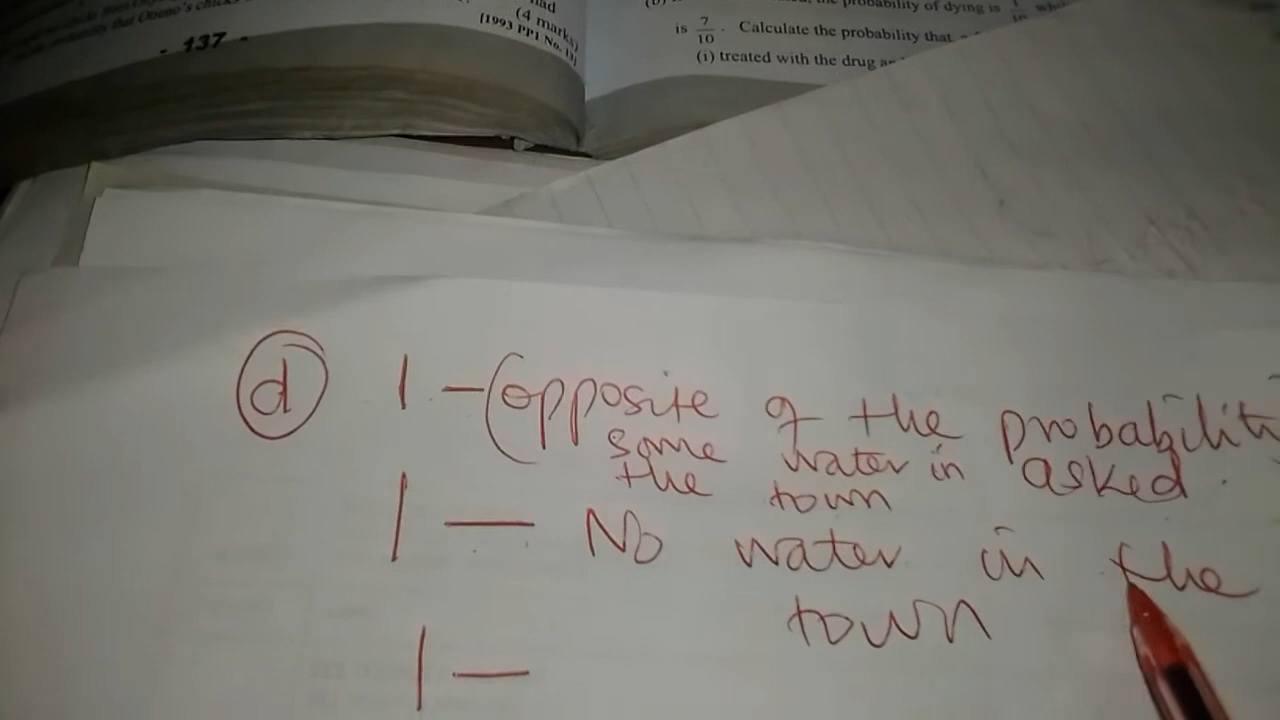 - 137 -
(4 marks)
[1993 PP1 No. 13]
probability of dying is
is 7/10 . Calculate the probability that
(i) treated with the drug
d 1 - (opposite of the probability
some water in asked.
the town
1 - No water in the
town
1 -